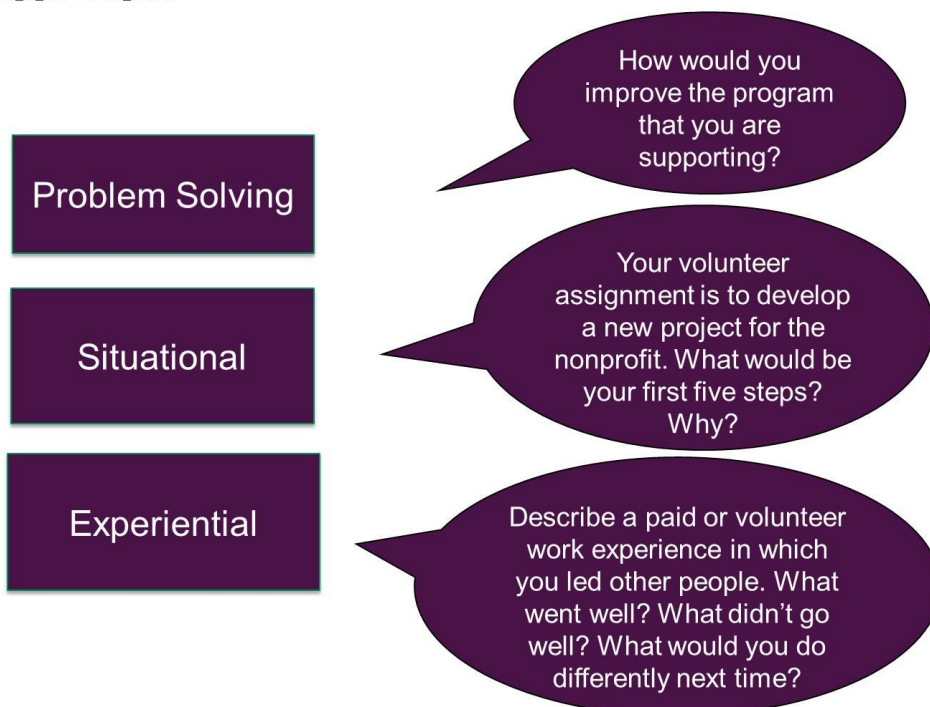 Problem Solving
How would you
improve the program
that you are
supporting?
Situational
Your volunteer
assignment is to develop
a new project for the
nonprofit. What would be
your first five steps?
Why?
Experiential
Describe a paid or volunteer
work experience in which
you led other people. What
went well? What didn’t go
well? What would you do
differently next time?